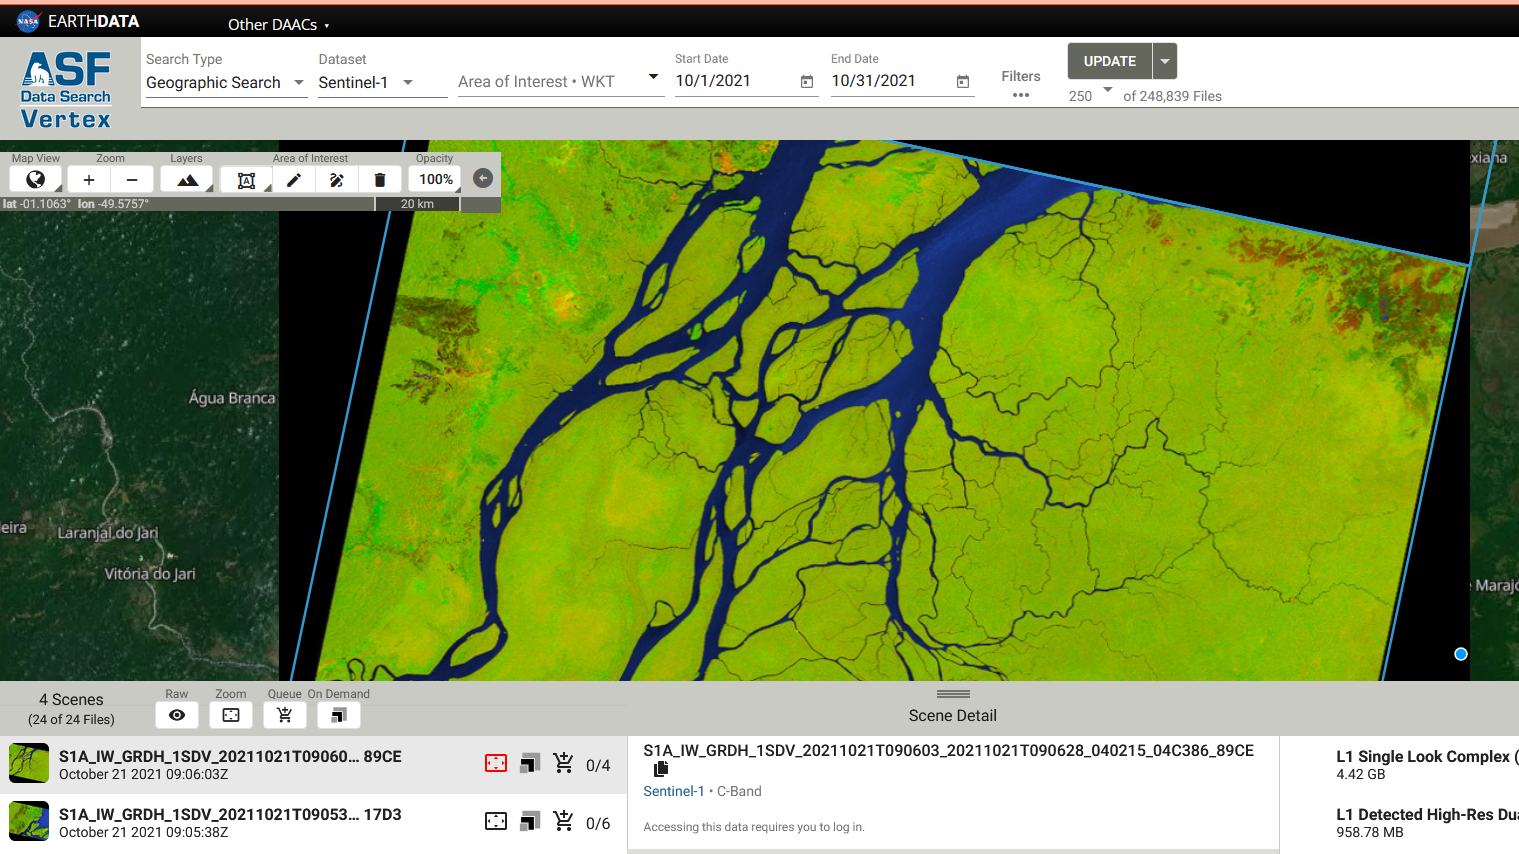 NASA EARTHDATA
Other DAACs
ASF
Data Search
Vertex
Search Type
Geographic Search
Dataset
Sentinel-1
Area of Interest • WKT
Start Date
10/1/2021
End Date
10/31/2021
Filters
•••
UPDATE
250 of 248,839 Files
Map View
Zoom
Layers
Area of Interest
Opacity
+
−
A
100%
lat -01.1063° lon -49.5757°
20 km
xiana
Água Branca
eira
Laranjal do Jari
Vitória do Jari
Marajó
4 Scenes
(24 of 24 Files)
Raw
Zoom
Queue
On Demand
Scene Detail
S1A_IW_GRDH_1SDV_20211021T09060... 89CE
October 21 2021 09:06:03Z
0/4
S1A_IW_GRDH_1SDV_20211021T09053... 17D3
October 21 2021 09:05:38Z
0/6
S1A_IW_GRDH_1SDV_20211021T090603_20211021T090628_040215_04C386_89CE
Sentinel-1 • C-Band
Accessing this data requires you to log in.
L1 Single Look Complex (
4.42 GB
L1 Detected High-Res Dua
958.78 MB